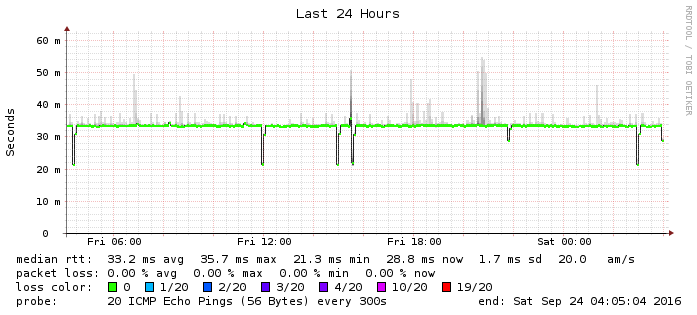 Last 24 Hours
RRDTOOL / TOBI OETIKER
Seconds
60 m
50 m
40 m
30 m
20 m
10 m
0
Fri 06:00 Fri 12:00 Fri 18:00 Sat 00:00
median rtt: 33.2 ms avg 35.7 ms max 21.3 ms min 28.8 ms now 1.7 ms sd 20.0 am/s
packet loss: 0.00 % avg 0.00 % max 0.00 % min 0.00 % now
loss color: 0 1/20 2/20 3/20 4/20 10/20 19/20
probe: 20 ICMP Echo Pings (56 Bytes) every 300s end: Sat Sep 24 04:05:04 2016